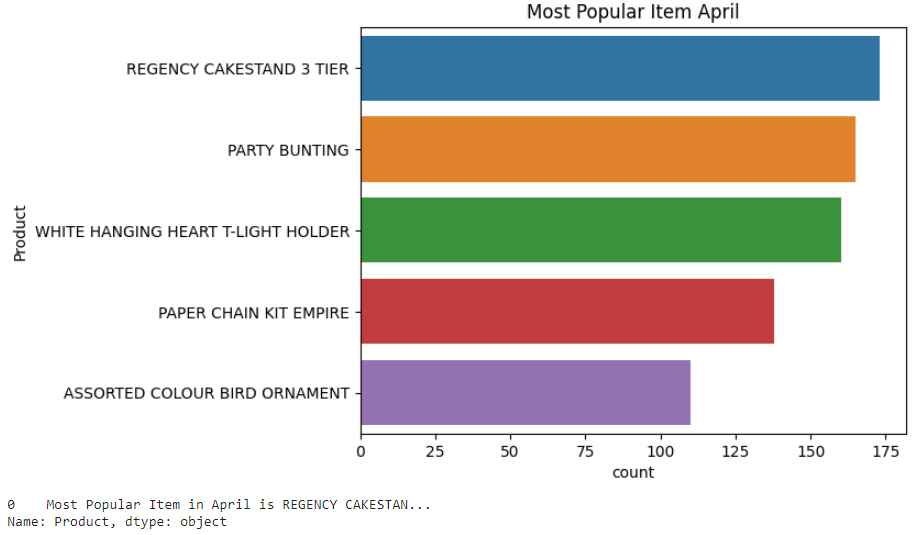 Most Popular Item April
REGENCY CAKESTAND 3 TIER
PARTY BUNTING
WHITE HANGING HEART T-LIGHT HOLDER
PAPER CHAIN KIT EMPIRE
ASSORTED COLOUR BIRD ORNAMENT
Product
0 25 50 75 100 125 150 175
count
0    Most Popular Item in April is REGENCY CAKESTAN...
Name: Product, dtype: object